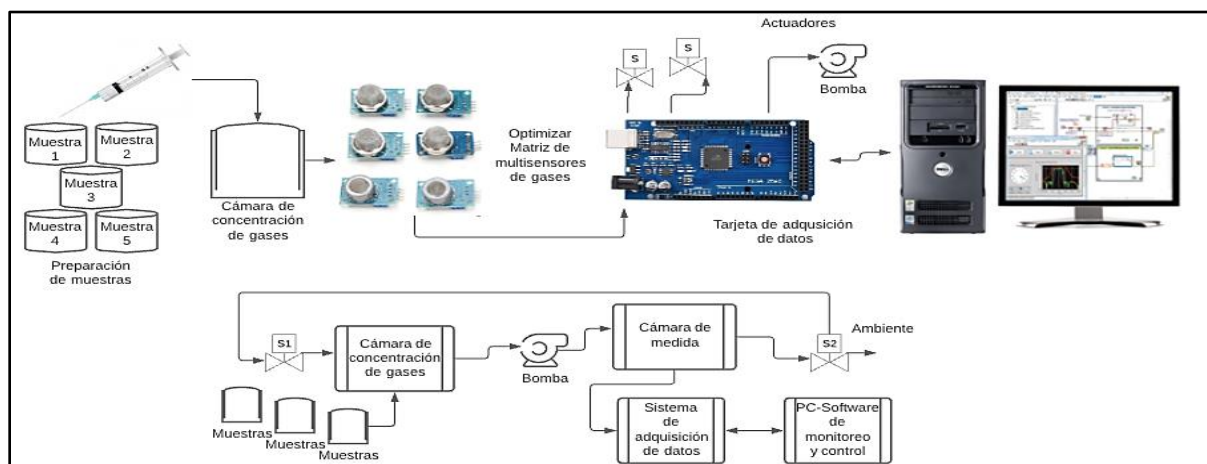 Actuadores
S
S
Bomba
Muestra
1
Muestra
2
Muestra
3
Muestra
4
Muestra
5
Preparación
de muestras
Cámara de
concentración
de gases
Optimizar
Matriz de
multisensores
de gases
Tarjeta de adqusición
de datos
DELL
S1
Cámara de
concentración
de gases
Bomba
Cámara de
medida
S2
Ambiente
Muestras
Muestras
Muestras
Sistema
de
adquisición
de datos
PC-Software
de
monitoreo
y control